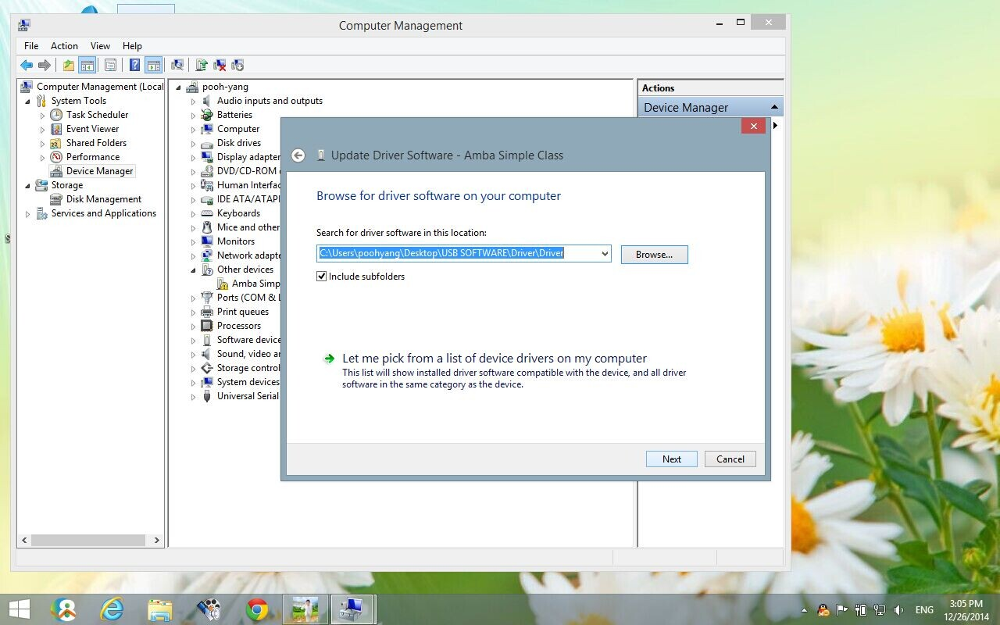 Computer Management
File Action View Help
Computer Management (Local
System Tools
Task Scheduler
Event Viewer
Shared Folders
Performance
Device Manager
Storage
Disk Management
Services and Applications
pooh-yang
Audio inputs and outputs
Batteries
Computer
Disk drives
Display adapter
DVD/CD-ROM
Human Interfac
IDE ATA/ATAPI
Keyboards
Mice and other
Monitors
Network adapte
Other devices
Amba Simp
Ports (COM & L
Print queues
Processors
Software device
Sound, video ar
Storage control
System devices
Universal Serial
Actions
Device Manager
Update Driver Software - Amba Simple Class
Browse for driver software on your computer
Search for driver software in this location:
C:\Users\poohyang\Desktop\USB SOFTWARE\Driver\Driver
Browse...
Include subfolders
Let me pick from a list of device drivers on my computer
This list will show installed driver software compatible with the device, and all driver
software in the same category as the device.
Next Cancel
ENG
3:05 PM
12/26/2014